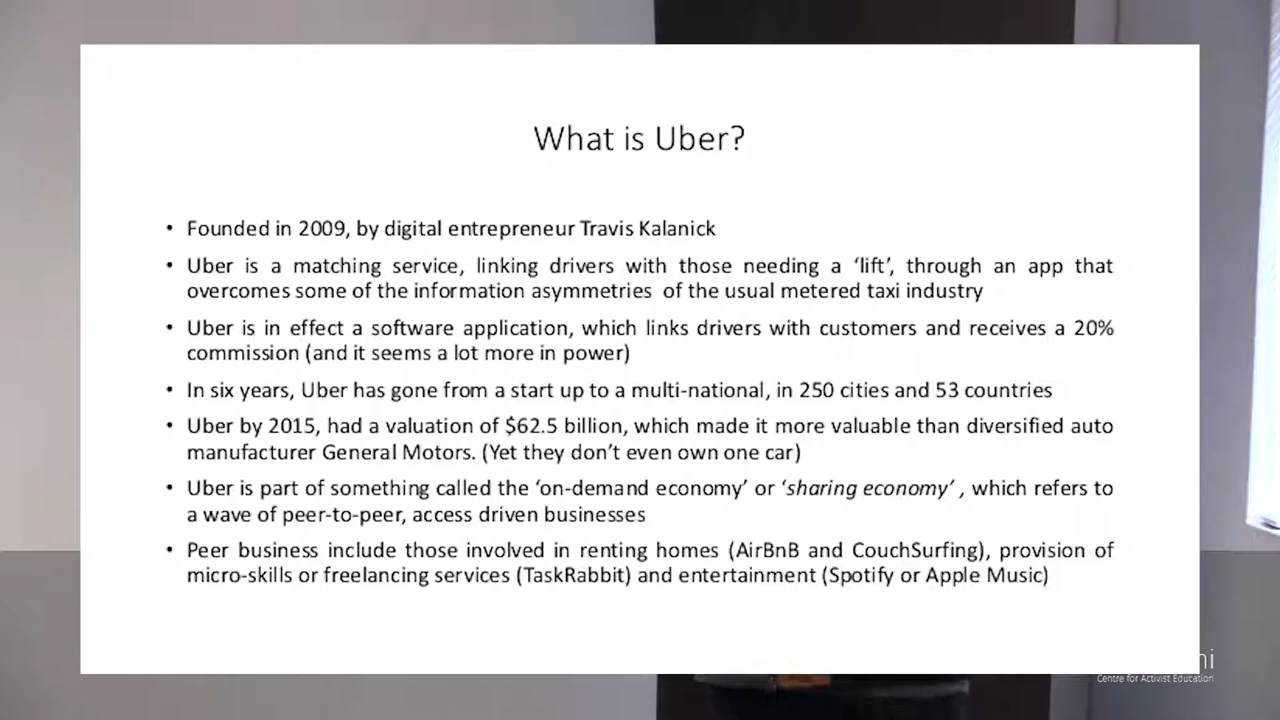 What is Uber?
• Founded in 2009, by digital entrepreneur Travis Kalanick
• Uber is a matching service, linking drivers with those needing a ‘lift’, through an app that
overcomes some of the information asymmetries of the usual metered taxi industry
• Uber is in effect a software application, which links drivers with customers and receives a 20%
commission (and it seems a lot more in power)
• In six years, Uber has gone from a start up to a multi-national, in 250 cities and 53 countries
• Uber by 2015, had a valuation of $62.5 billion, which made it more valuable than diversified auto
manufacturer General Motors. (Yet they don’t even own one car)
• Uber is part of something called the ‘on-demand economy’ or ‘sharing economy’ , which refers to
a wave of peer-to-peer, access driven businesses
• Peer business include those involved in renting homes (AirBnB and CouchSurfing), provision of
micro-skills or freelancing services (TaskRabbit) and entertainment (Spotify or Apple Music)
Centre for Activist Education